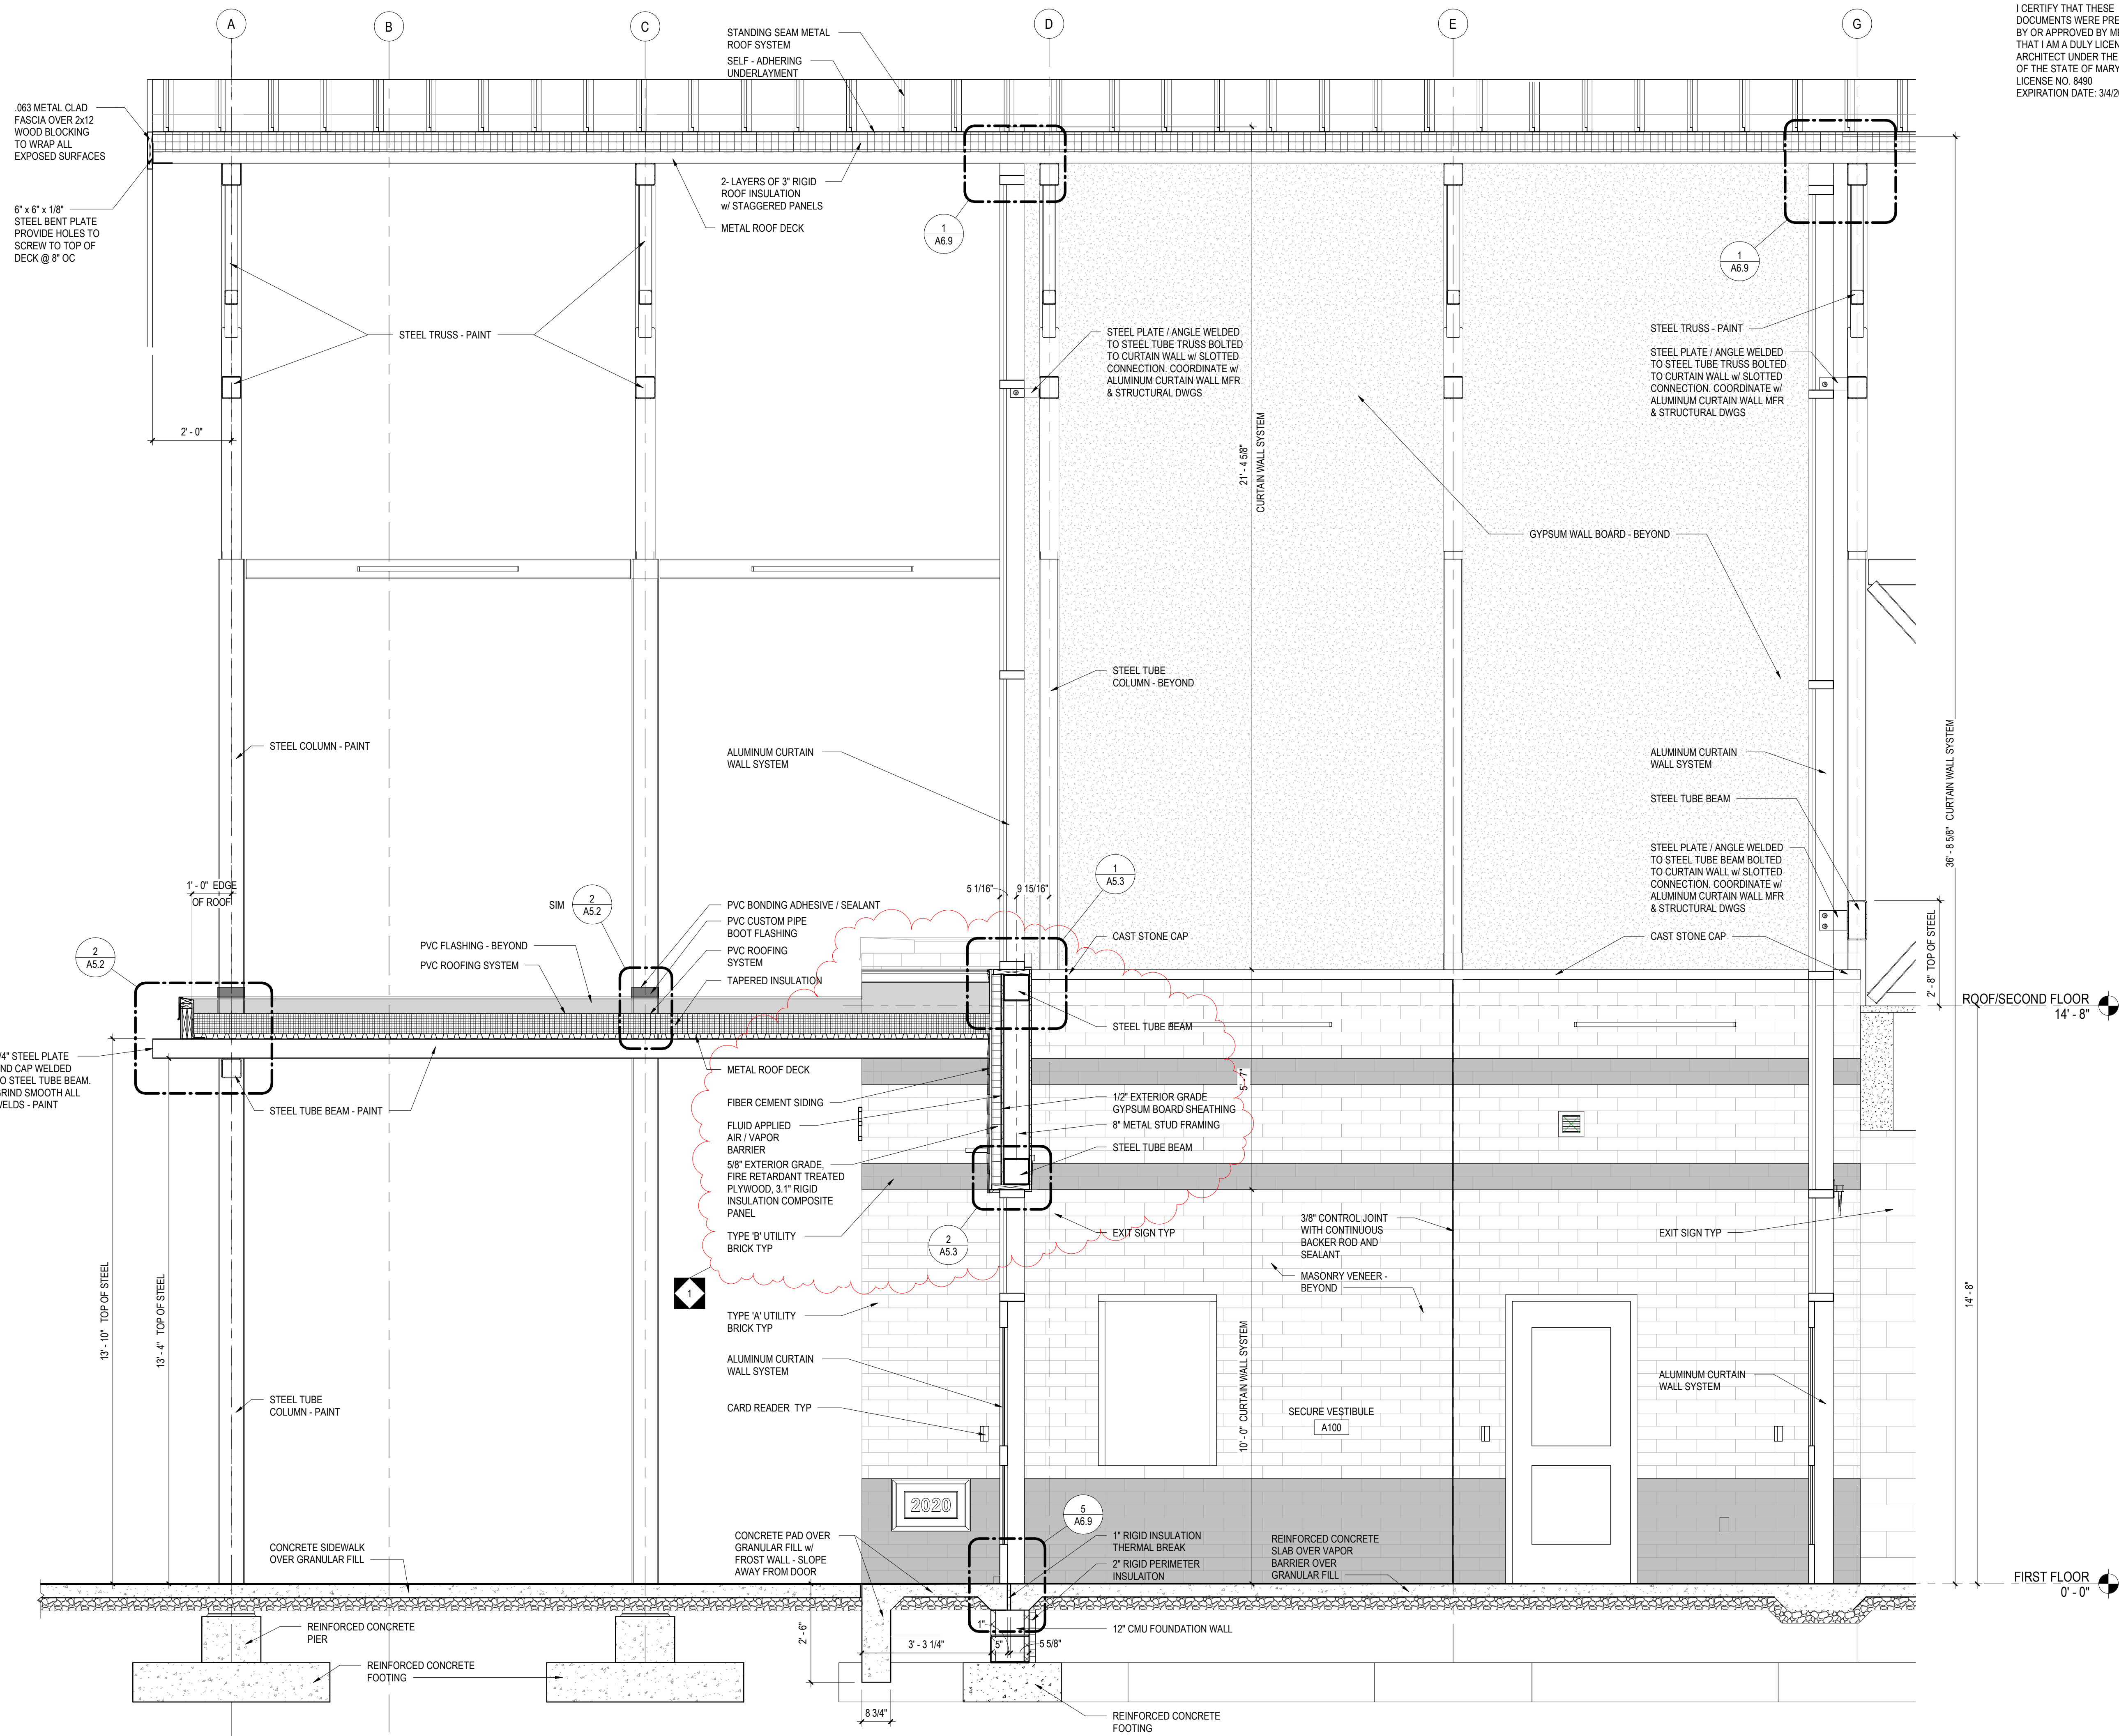 A
B
C
D
E
G
I CERTIFY THAT THESE
DOCUMENTS WERE
BY OR APPROVED BY
THAT I AM A DULY
ARCHITECT UNDER THE
OF THE STATE OF
LICENSE NO. 8490
EXPIRATION DATE:
STANDING SEAM METAL
ROOF SYSTEM
SELF - ADHERING
UNDERLAYMENT
.063 METAL CLAD
FASCIA OVER 2x12
WOOD BLOCKING
TO WRAP ALL
EXPOSED SURFACES
6" x 6" x 1/8"
STEEL BENT PLATE
PROVIDE HOLES TO
SCREW TO TOP OF
DECK @ 8" OC
2- LAYERS OF 3" RIGID
ROOF INSULATION
w/ STAGGERED PANELS
METAL ROOF DECK
1
A6.9
1
A6.9
STEEL TRUSS - PAINT
STEEL PLATE / ANGLE WELDED
TO STEEL TUBE TRUSS BOLTED
TO CURTAIN WALL w/ SLOTTED
CONNECTION. COORDINATE w/
ALUMINUM CURTAIN WALL MFR
& STRUCTURAL DWGS
STEEL TRUSS - PAINT
STEEL PLATE / ANGLE WELDED
TO STEEL TUBE TRUSS BOLTED
TO CURTAIN WALL w/ SLOTTED
CONNECTION. COORDINATE w/
ALUMINUM CURTAIN WALL MFR
& STRUCTURAL DWGS
2' - 0"
21' - 4 5/8"
CURTAIN WALL SYSTEM
GYPSUM WALL BOARD - BEYOND
STEEL TUBE
COLUMN - BEYOND
STEEL COLUMN - PAINT
ALUMINUM CURTAIN
WALL SYSTEM
ALUMINUM CURTAIN
WALL SYSTEM
STEEL TUBE BEAM
STEEL PLATE / ANGLE WELDED
TO STEEL TUBE BEAM BOLTED
TO CURTAIN WALL w/ SLOTTED
CONNECTION. COORDINATE w/
ALUMINUM CURTAIN WALL MFR
& STRUCTURAL DWGS
36' - 8 5/8" CURTAIN WALL SYSTEM
1' - 0" EDGE
OF ROOF
SIM
2
A5.2
2
A5.2
PVC BONDING ADHESIVE / SEALANT
PVC CUSTOM PIPE
BOOT FLASHING
PVC ROOFING
SYSTEM
TAPERED INSULATION
PVC FLASHING - BEYOND
PVC ROOFING SYSTEM
5 1/16"
9 15/16"
1
A5.3
CAST STONE CAP
CAST STONE CAP
2' - 8" TOP OF STEEL
ROOF/SECOND FLOOR
14' - 8"
STEEL TUBE BEAM
/4" STEEL PLATE
ND CAP WELDED
O STEEL TUBE BEAM.
GRIND SMOOTH ALL
WELDS - PAINT
STEEL TUBE BEAM - PAINT
METAL ROOF DECK
FIBER CEMENT SIDING
FLUID APPLIED
AIR / VAPOR
BARRIER
5/8" EXTERIOR GRADE,
FIRE RETARDANT TREATED
PLYWOOD, 3.1" RIGID
INSULATION COMPOSITE
PANEL
TYPE 'B' UTILITY
BRICK TYP
5' - 7"
1/2" EXTERIOR GRADE
GYPSUM BOARD SHEATHING
8" METAL STUD FRAMING
STEEL TUBE BEAM
2
A5.3
EXIT SIGN TYP
3/8" CONTROL JOINT
WITH CONTINUOUS
BACKER ROD AND
SEALANT
MASONRY VENEER -
BEYOND
EXIT SIGN TYP
1
13' - 10" TOP OF STEEL
13' - 4" TOP OF STEEL
14' - 8"
TYPE 'A' UTILITY
BRICK TYP
ALUMINUM CURTAIN
WALL SYSTEM
CARD READER TYP
10' - 0" CURTAIN WALL SYSTEM
SECURE VESTIBULE
A100
ALUMINUM CURTAIN
WALL SYSTEM
STEEL TUBE
COLUMN - PAINT
2020
5
A6.9
CONCRETE SIDEWALK
OVER GRANULAR FILL
CONCRETE PAD OVER
GRANULAR FILL w/
FROST WALL - SLOPE
AWAY FROM DOOR
1" RIGID INSULATION
THERMAL BREAK
2" RIGID PERIMETER
INSULAITON
REINFORCED CONCRETE
SLAB OVER VAPOR
BARRIER OVER
GRANULAR FILL
FIRST FLOOR
0' - 0"
REINFORCED CONCRETE
PIER
REINFORCED CONCRETE
FOOTING
2' - 6"
3' - 3 1/4"
1"
5"
5 5/8"
12" CMU FOUNDATION WALL
8 3/4"
REINFORCED CONCRETE
FOOTING